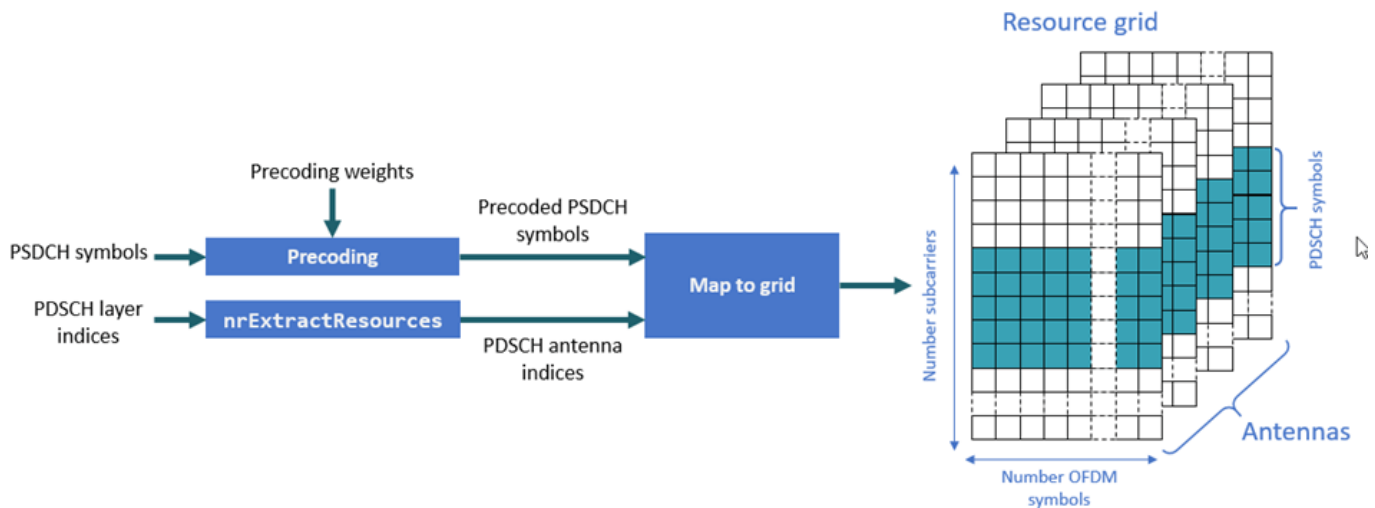 Resource grid
Precoding weights
Precoded PSDCH
symbols
PSDCH symbols
Precoding
Map to grid
PDSCH layer
indices
nrExtractResources
PDSCH antenna
indices
Number subcarriers
PDSCH symbols
Antennas
Number OFDM
symbols